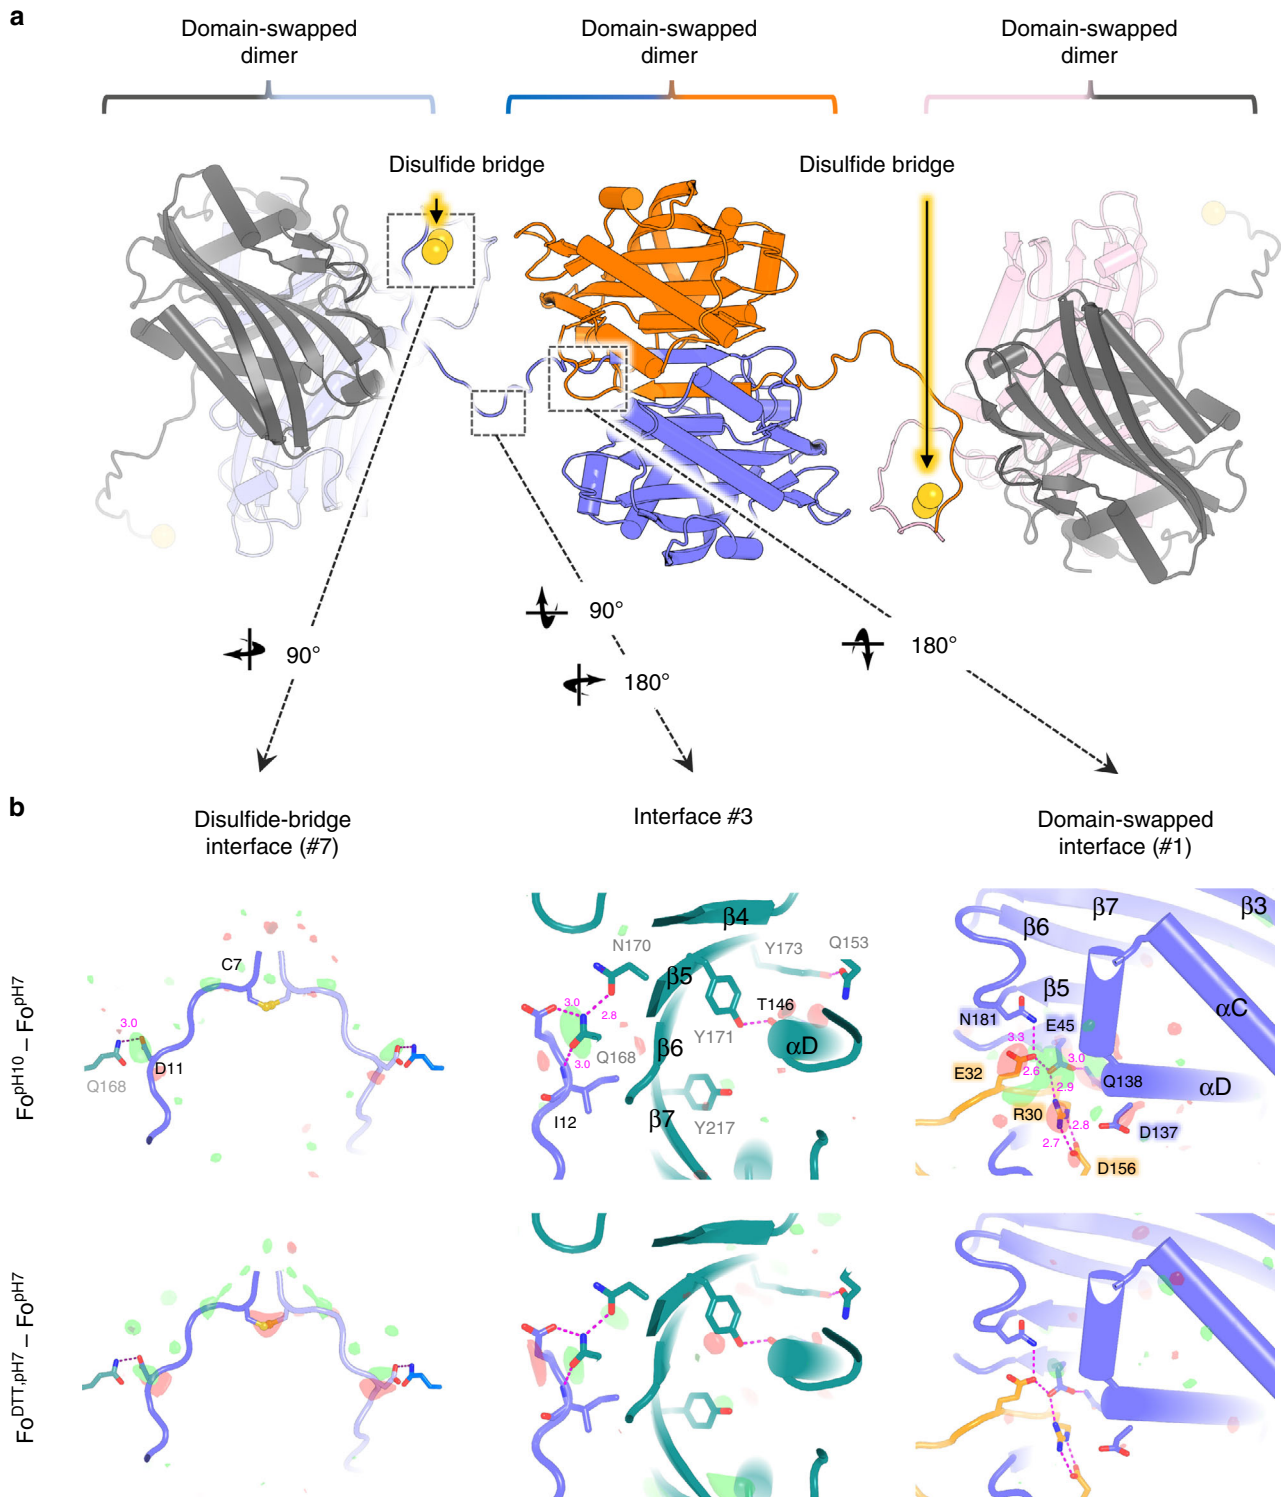 a
Domain-swapped
dimer
Domain-swapped
dimer
Domain-swapped
dimer
Disulfide bridge
Disulfide bridge
90°
90°
180°
180°
b
Disulfide-bridge
interface (#7)
Interface #3
Domain-swapped
interface (#1)
Fo^pH10 – Fo^pH7
C7
3.0
D11
Q168
β4
N170
Y173
Q153
β5
3.0
2.8
T146
Y171
Q168
β6
αD
3.0
I12
β7
Y217
β3
β7
β6
β5
αC
N181
E45
3.3
3.0
E32
2.6
Q138
2.9
αD
R30
2.8
D137
2.7
D156
Fo^DTT,pH7 – Fo^pH7